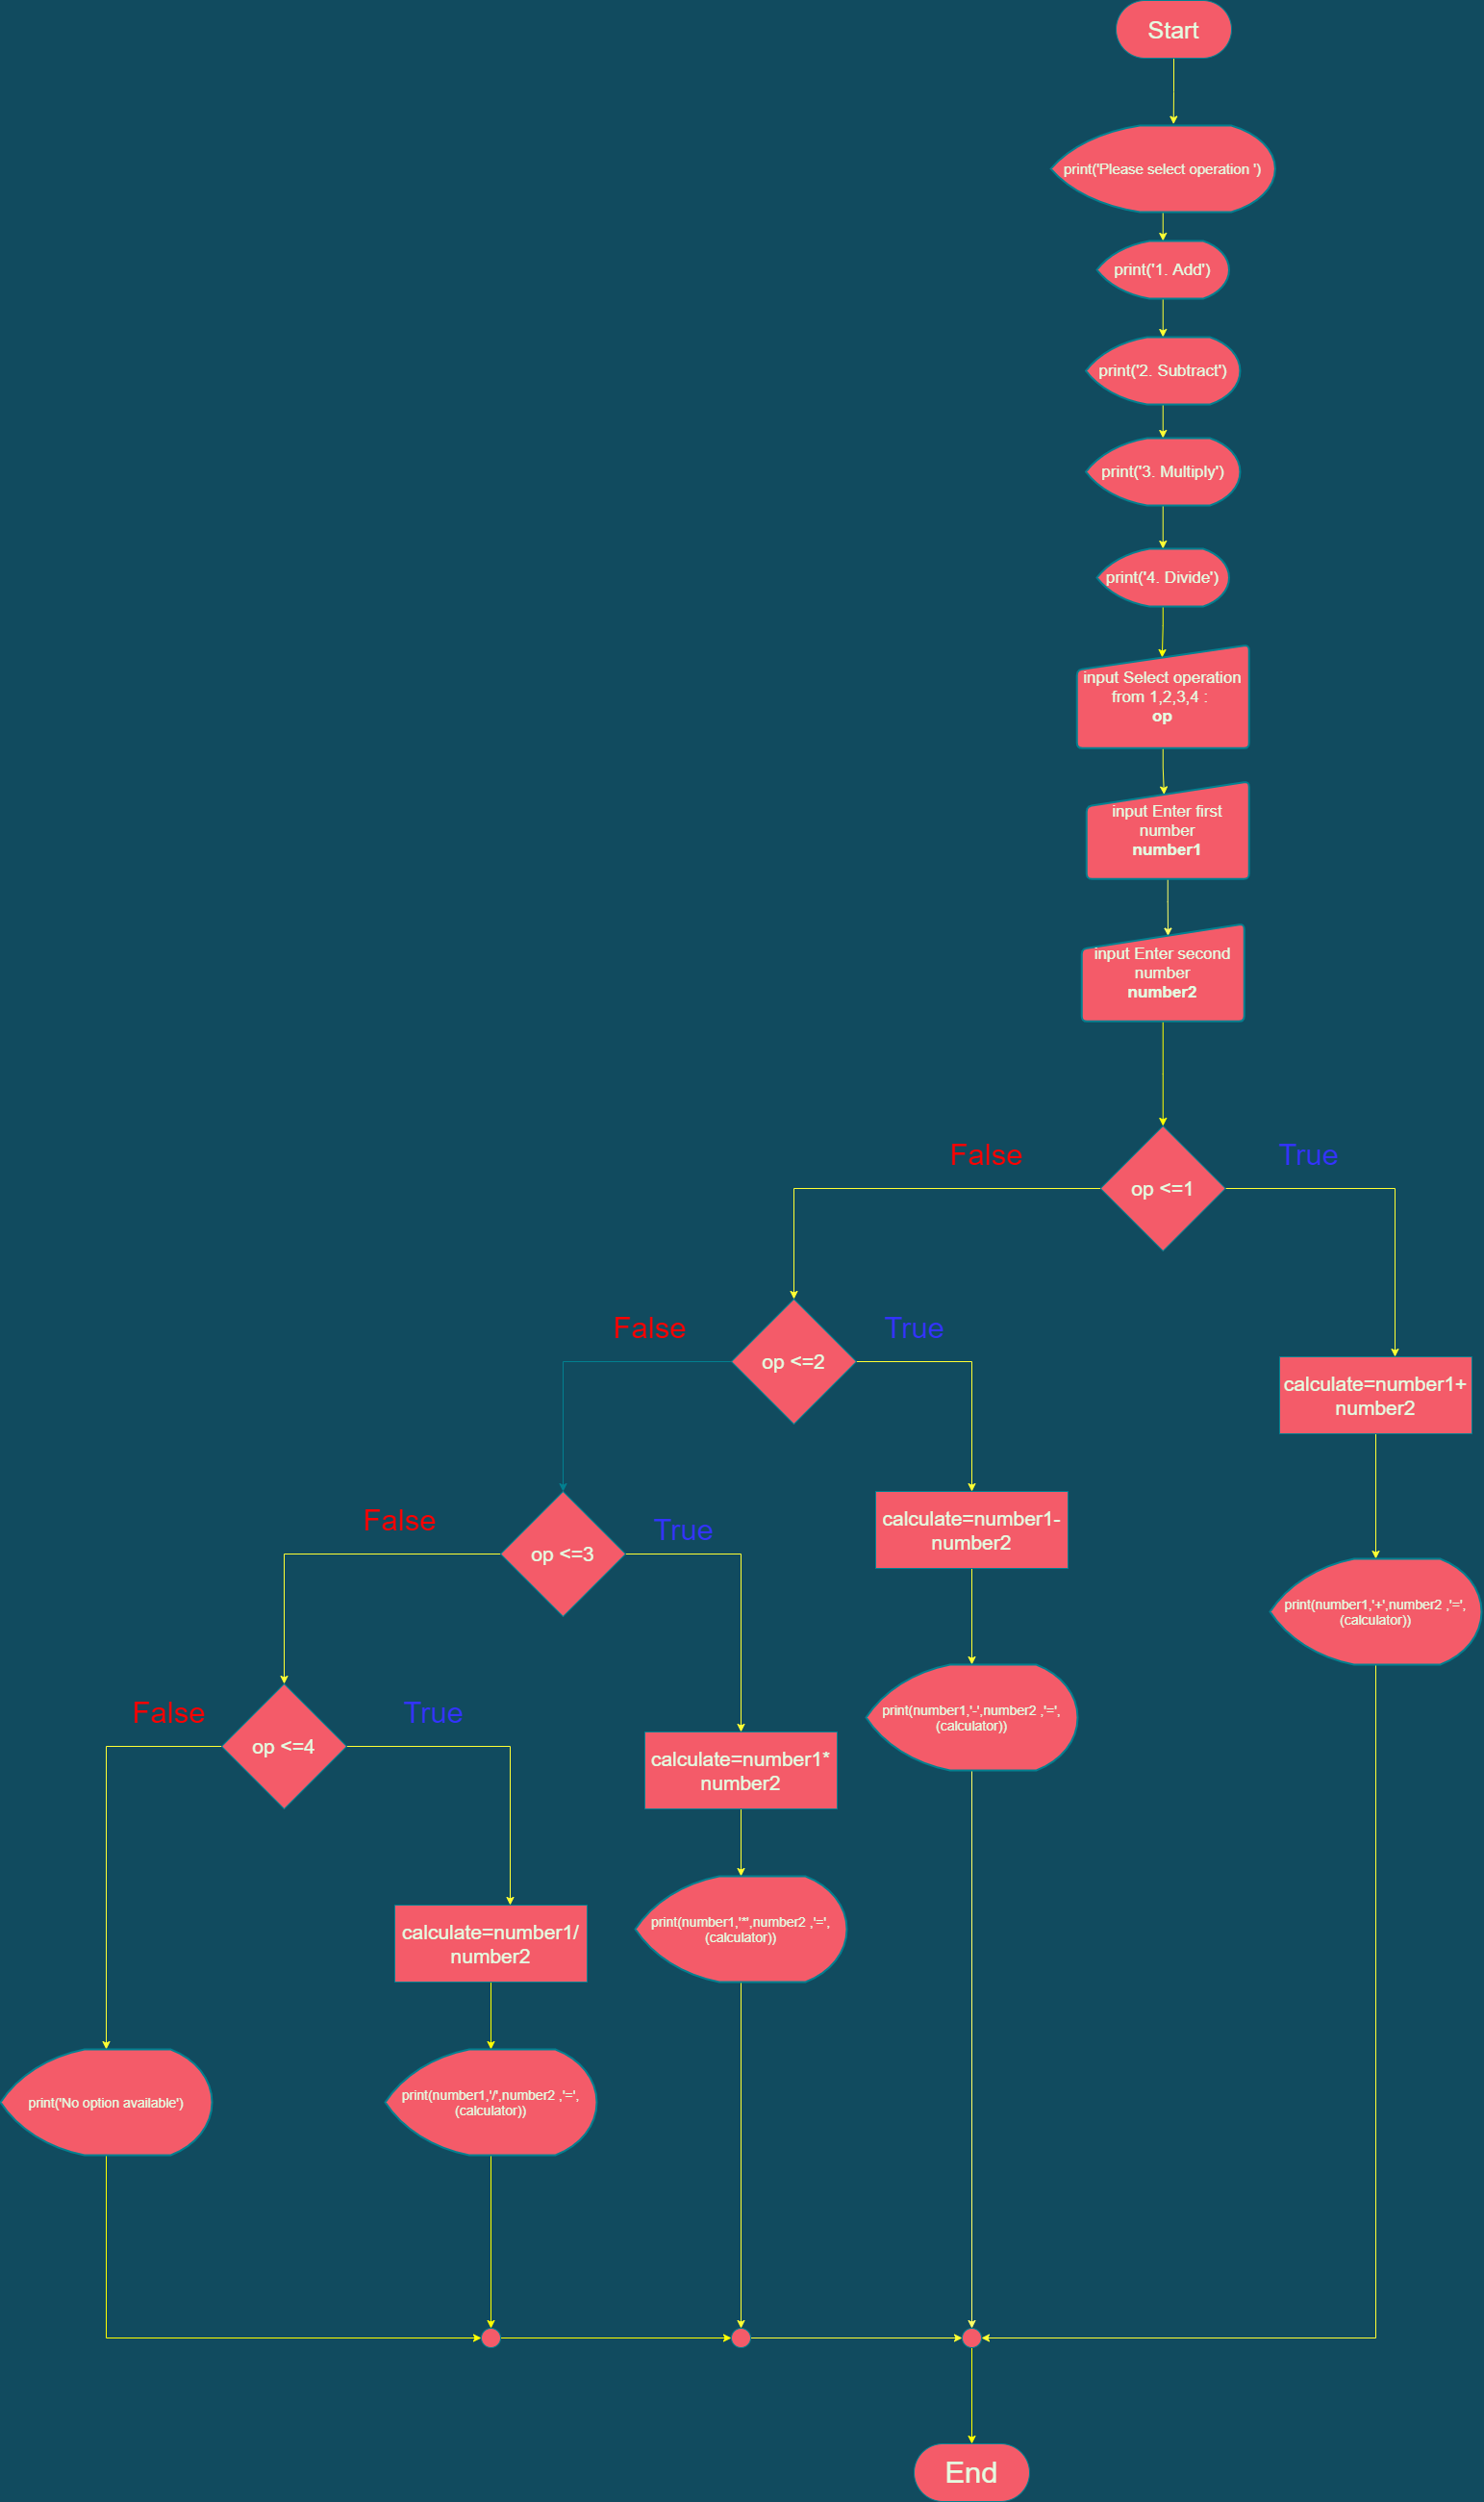 Start
print('Please select operation ')
print('1. Add')
print('2. Subtract')
print('3. Multiply')
print('4. Divide')
input Select operation
from 1,2,3,4 :
op
input Enter first
number
number1
input Enter second
number
number2
False
True
op <=1
False
True
op <=2
calculate=number1+
number2
False
True
op <=3
calculate=number1-
number2
print(number1,'+',number2 ,'=',
(calculator))
False
True
op <=4
print(number1,'-',number2 ,'=',
(calculator))
calculate=number1*
number2
calculate=number1/
number2
print(number1,'*',number2 ,'=',
(calculator))
print('No option available')
print(number1,'/',number2 ,'=',
(calculator))
End